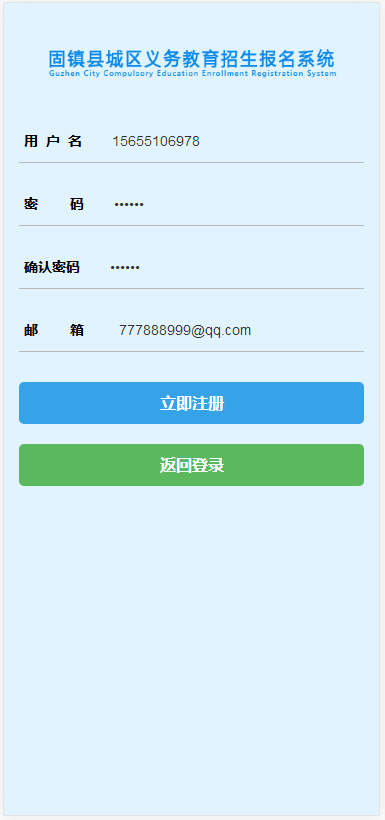 固镇县城区义务教育招生报名系统
Guzhen City Compulsory Education Enrollment Registration System
用 户 名 15655106978
密 码 ••••••
确认密码 ••••••
邮 箱 777888999@qq.com
立即注册
返回登录